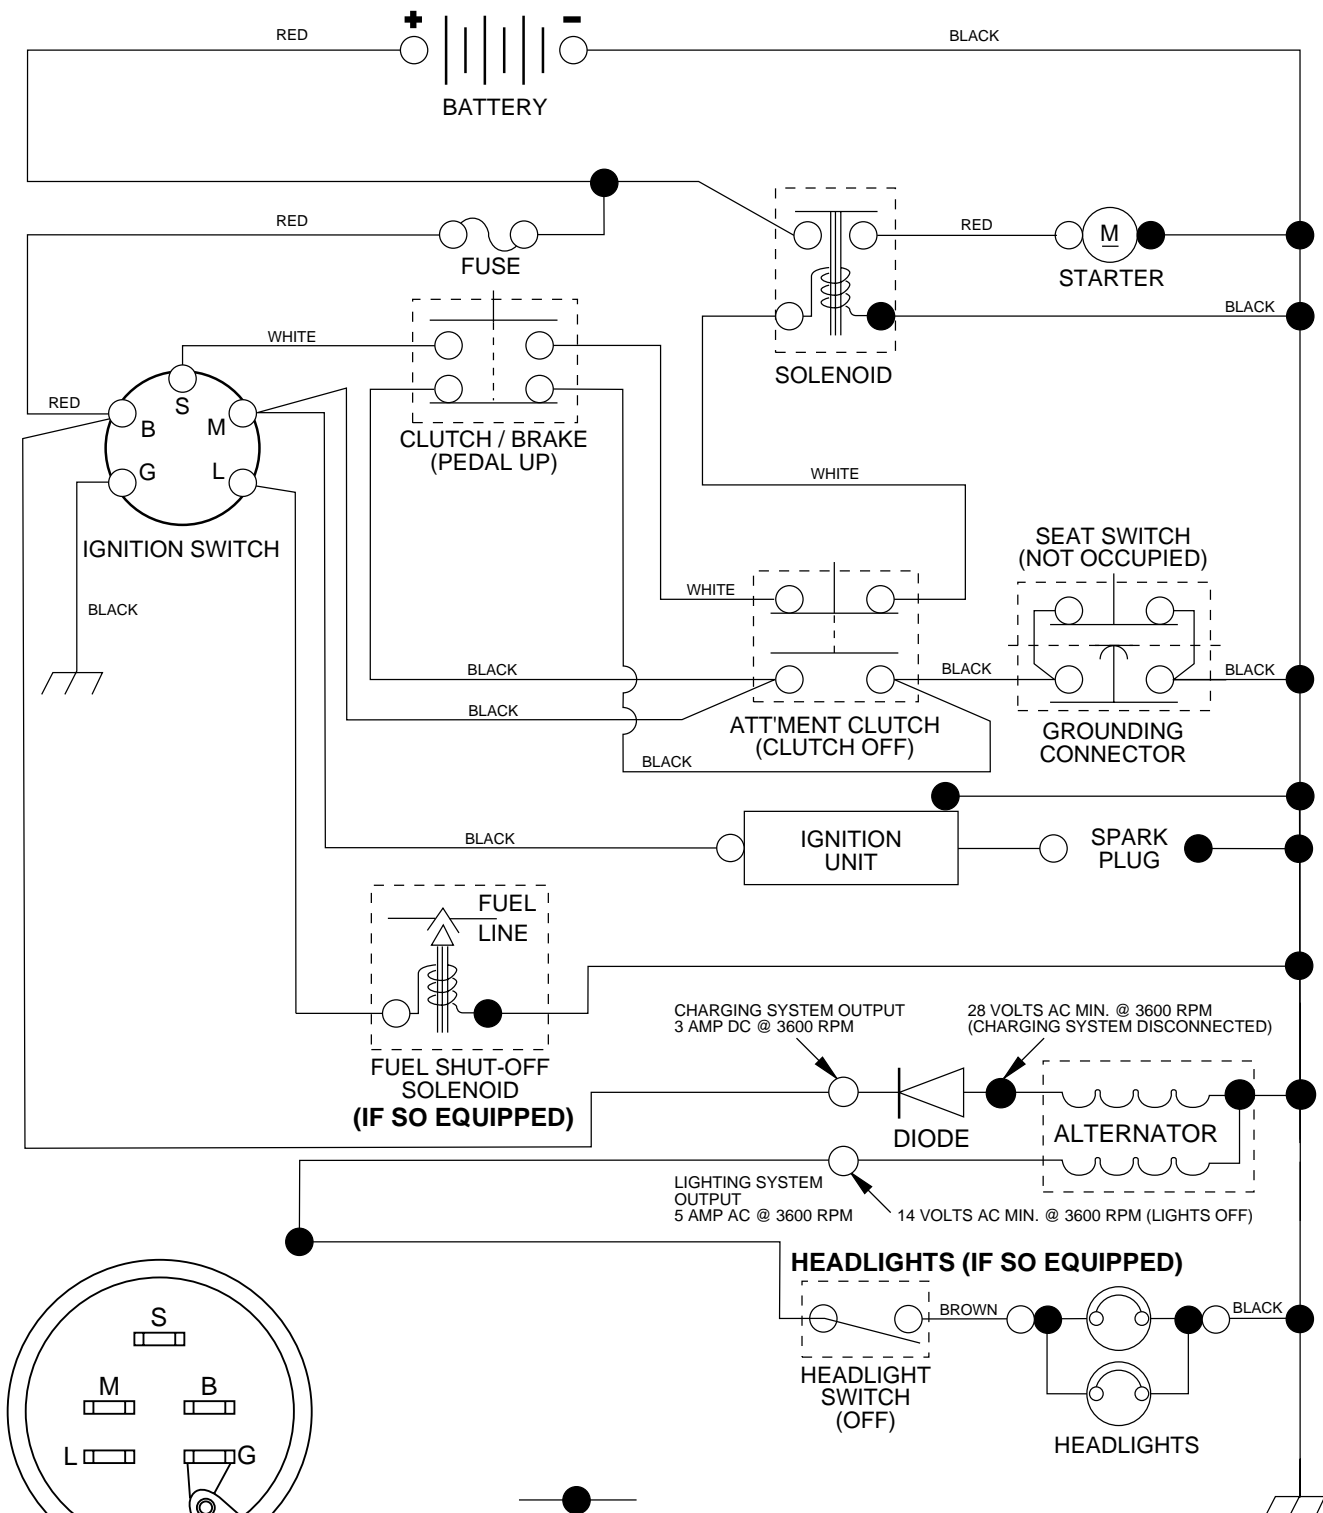 + -
RED
BLACK
BATTERY
RED
FUSE
RED
M
STARTER
BLACK
SOLENOID
WHITE
RED
S
B
M
G
L
IGNITION SWITCH
CLUTCH / BRAKE
(PEDAL UP)
WHITE
SEAT SWITCH
(NOT OCCUPIED)
BLACK
WHITE
BLACK
BLACK
BLACK
BLACK
ATT'MENT CLUTCH
(CLUTCH OFF)
GROUNDING
CONNECTOR
BLACK
BLACK
IGNITION
UNIT
SPARK
PLUG
FUEL
LINE
FUEL SHUT-OFF
SOLENOID
(IF SO EQUIPPED)
CHARGING SYSTEM OUTPUT
3 AMP DC @ 3600 RPM
28 VOLTS AC MIN. @ 3600 RPM
(CHARGING SYSTEM DISCONNECTED)
DIODE
ALTERNATOR
LIGHTING SYSTEM
OUTPUT
5 AMP AC @ 3600 RPM
14 VOLTS AC MIN. @ 3600 RPM (LIGHTS OFF)
HEADLIGHTS (IF SO EQUIPPED)
BROWN
BLACK
HEADLIGHT
SWITCH
(OFF)
HEADLIGHTS
S
M B
L G